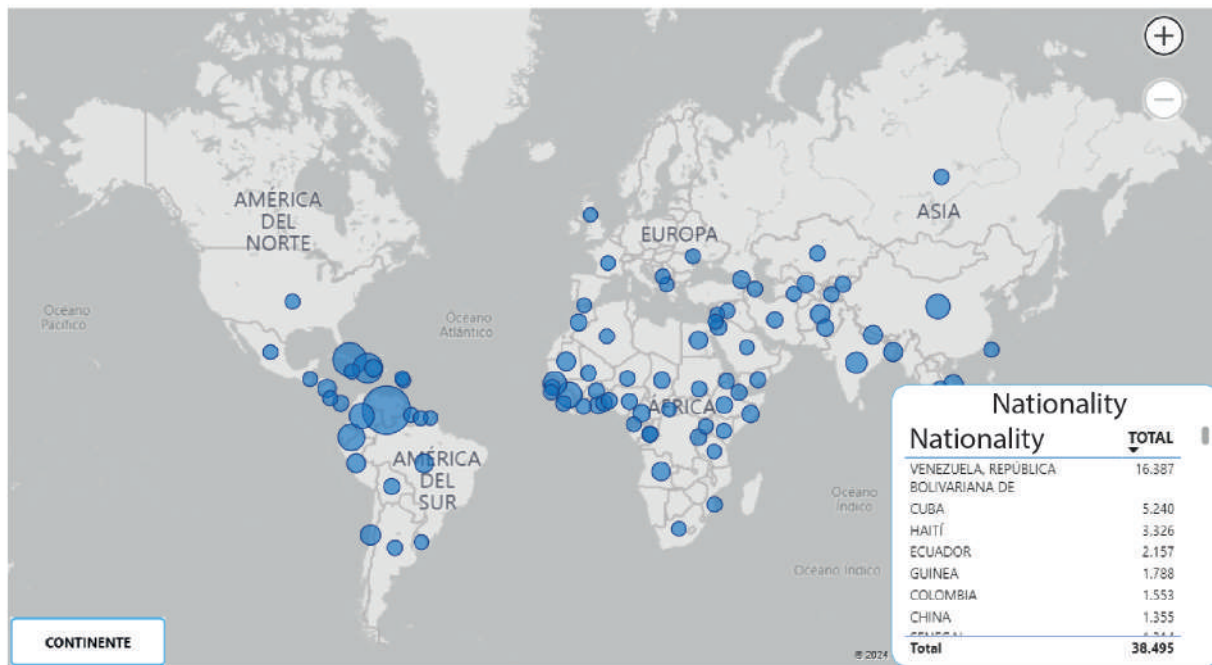 AMÉRICA
DEL
NORTE
EUROPA
ASIA
Océano
Pacífico
Océano
Atlántico
ÁFRICA
AMÉRICA
DEL
SUR
Océano
Índico
Océano Índico
CONTINENTE
© 2024
Nationality
Nationality TOTAL
VENEZUELA, REPÚBLICA 16.387
BOLIVARIANA DE
CUBA 5.240
HAITÍ 3.326
ECUADOR 2.157
GUINEA 1.788
COLOMBIA 1.553
CHINA 1.355
Total 38.495